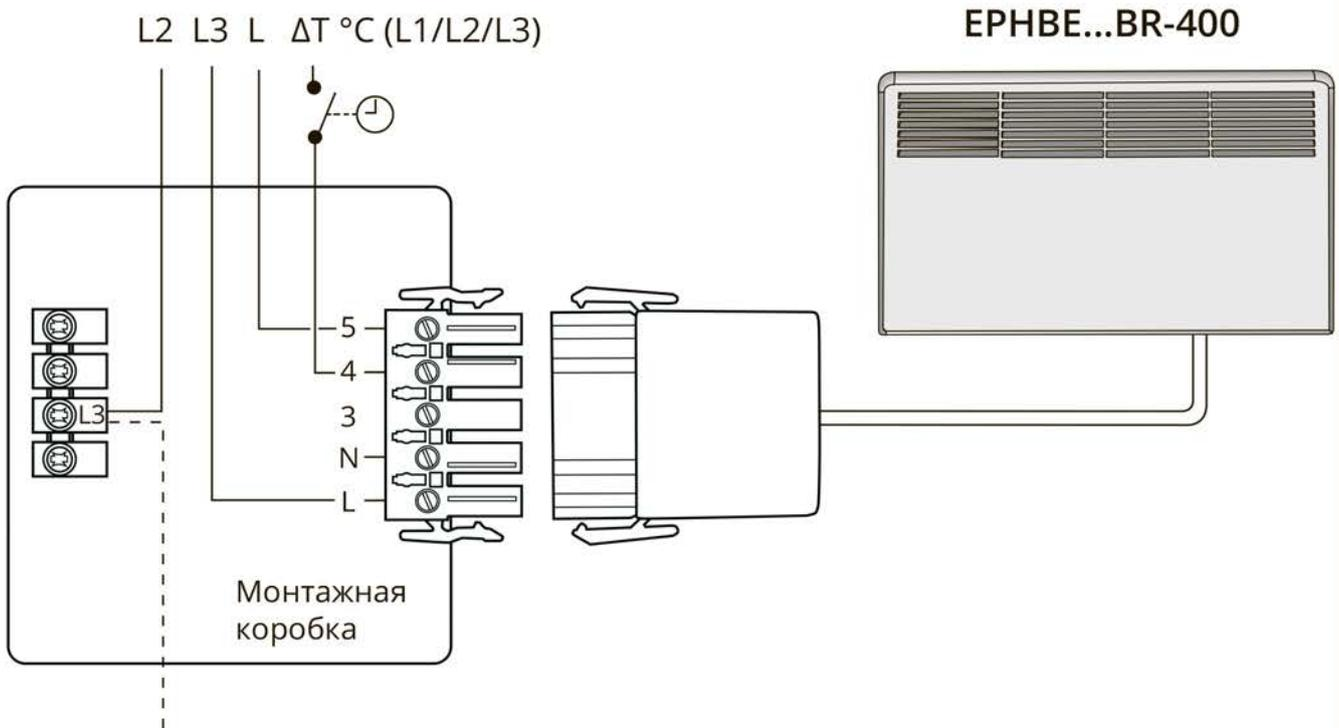 L2 L3 L ΔT °C (L1/L2/L3)
EPHBE...BR-400
5
4
L3
3
N
L
Монтажная
коробка